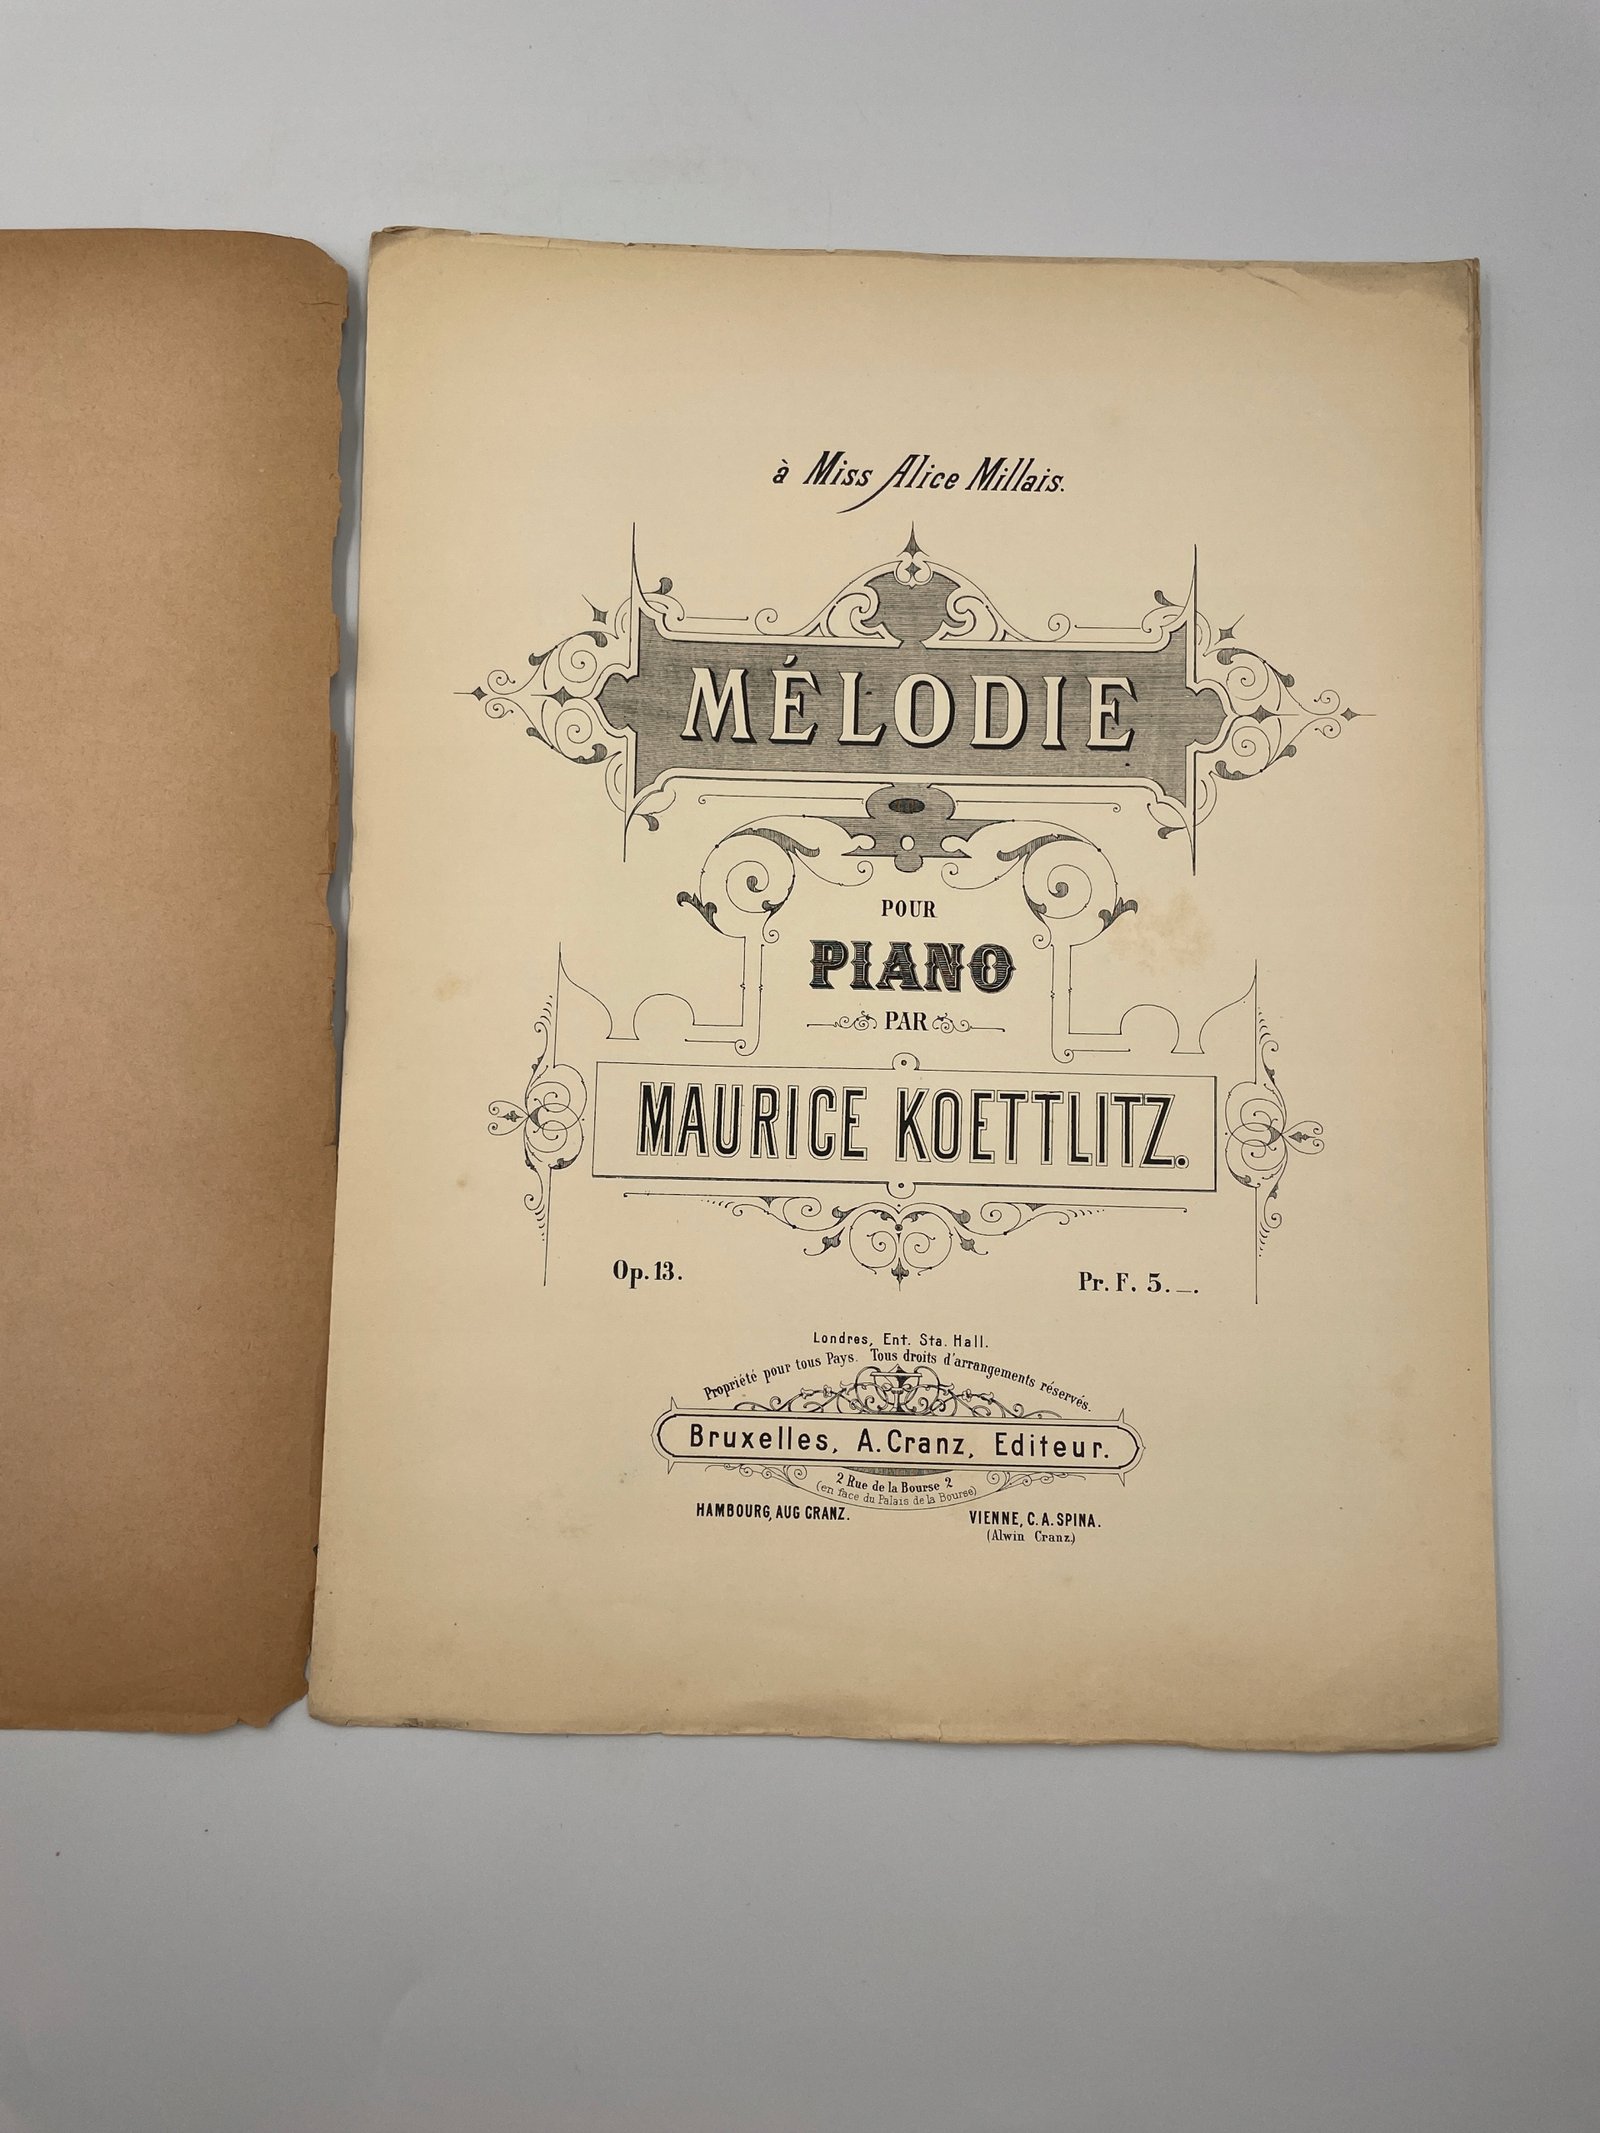 à Miss Alice Millais.
MÉLODIE
POUR
PIANO
PAR
MAURICE KOETTLITZ.
Op. 13.
Pr. F. 5._.
Londres, Ent. Sta. Hall.
Propriété pour tous Pays. Tous droits d'arrangements réservés.
Bruxelles, A. Cranz, Editeur.
2 Rue de la Bourse 2
(en face du Palais de la Bourse)
HAMBOURG, AUG CRANZ.
VIENNE, C. A. SPINA.
(Alwin Cranz.)